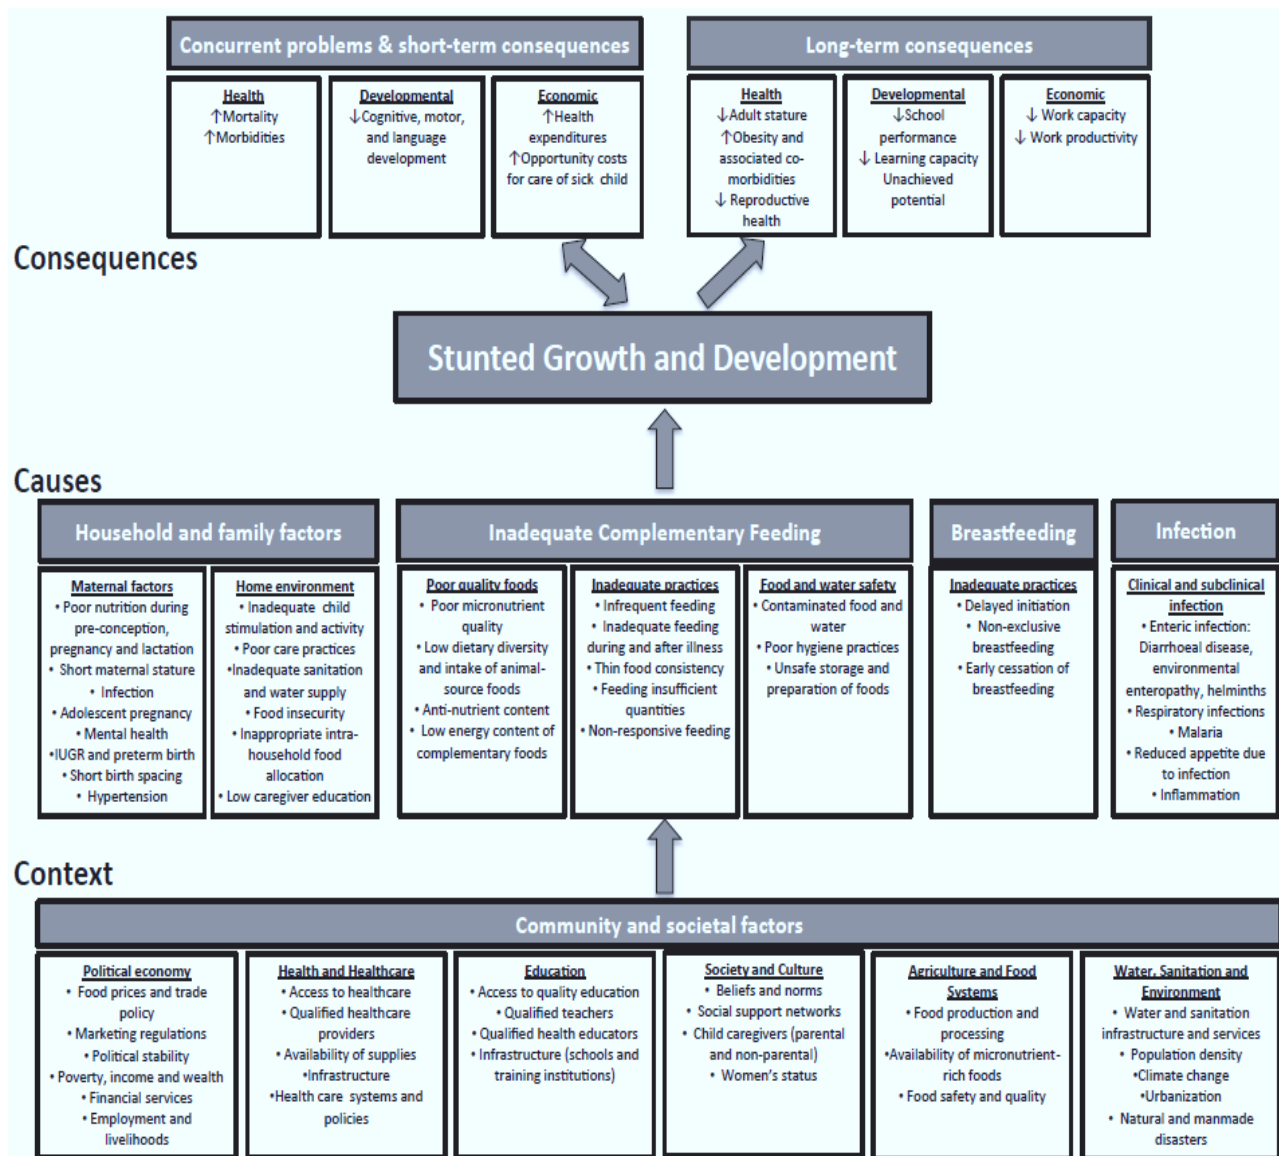 Concurrent problems & short-term consequences
Health
↑Mortality
↑Morbidities
Developmental
↓Cognitive, motor,
and language
development
Economic
↑Health
expenditures
↑Opportunity costs
for care of sick child
Long-term consequences
Health
↓Adult stature
↑Obesity and
associated co-
morbidities
↓ Reproductive
health
Developmental
↓School
performance
↓ Learning capacity
Unachieved
potential
Economic
↓ Work capacity
↓ Work productivity
Consequences
Stunted Growth and Development
Causes
Household and family factors
Maternal factors
• Poor nutrition during
pre-conception,
pregnancy and lactation
• Short maternal stature
• Infection
• Adolescent pregnancy
• Mental health
•IUGR and preterm birth
• Short birth spacing
• Hypertension
Home environment
• Inadequate child
stimulation and activity
• Poor care practices
•Inadequate sanitation
and water supply
• Food insecurity
• Inappropriate intra-
household food
allocation
• Low caregiver education
Inadequate Complementary Feeding
Poor quality foods
• Poor micronutrient
quality
• Low dietary diversity
and intake of animal-
source foods
• Anti-nutrient content
• Low energy content of
complementary foods
Inadequate practices
• Infrequent feeding
• Inadequate feeding
during and after illness
• Thin food consistency
• Feeding insufficient
quantities
• Non-responsive feeding
Food and water safety
• Contaminated food and
water
• Poor hygiene practices
• Unsafe storage and
preparation of foods
Breastfeeding
Inadequate practices
• Delayed initiation
• Non-exclusive
breastfeeding
• Early cessation of
breastfeeding
Infection
Clinical and subclinical
infection
• Enteric infection:
Diarrhoeal disease,
environmental
enteropathy, helminths
• Respiratory infections
• Malaria
• Reduced appetite due
to infection
• Inflammation
Context
Community and societal factors
Political economy
• Food prices and trade
policy
• Marketing regulations
• Political stability
• Poverty, income and wealth
• Financial services
• Employment and
livelihoods
Health and Healthcare
• Access to healthcare
• Qualified healthcare
providers
• Availability of supplies
•Infrastructure
•Health care systems and
policies
Education
• Access to quality education
• Qualified teachers
• Qualified health educators
• Infrastructure (schools and
training institutions)
Society and Culture
• Beliefs and norms
• Social support networks
• Child caregivers (parental
and non-parental)
• Women's status
Agriculture and Food
Systems
• Food production and
processing
•Availability of micronutrient-
rich foods
• Food safety and quality
Water, Sanitation and
Environment
• Water and sanitation
infrastructure and services
• Population density
•Climate change
•Urbanization
• Natural and manmade
disasters